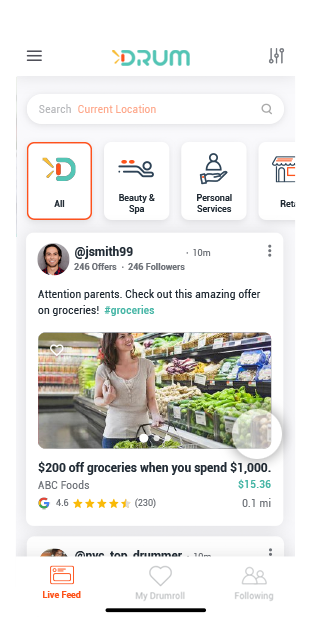 DRUM
Search Current Location
All
Beauty &
Spa
Personal
Services
@jsmith99 · 10m
246 Offers · 246 Followers
Attention parents. Check out this amazing offer
on groceries! #groceries
$200 off groceries when you spend $1,000.
ABC Foods $15.36
4.6 (230) 0.1 mi
@nyc_top_drummer · 10m
Live Feed My Drumroll Following